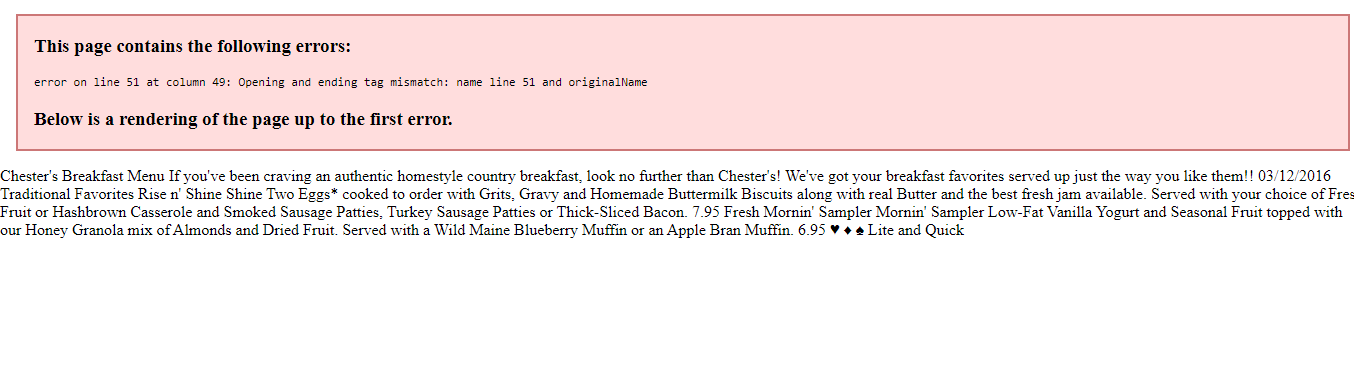 This page contains the following errors:
error on line 51 at column 49: Opening and ending tag mismatch: name line 51 and originalName
Below is a rendering of the page up to the first error.
Chester's Breakfast Menu If you've been craving an authentic homestyle country breakfast, look no further than Chester's! We've got your breakfast favorites served up just the way you like them!! 03/12/2016
Traditional Favorites Rise n' Shine Shine Two Eggs* cooked to order with Grits, Gravy and Homemade Buttermilk Biscuits along with real Butter and the best fresh jam available. Served with your choice of Fres
Fruit or Hashbrown Casserole and Smoked Sausage Patties, Turkey Sausage Patties or Thick-Sliced Bacon. 7.95 Fresh Mornin' Sampler Mornin' Sampler Low-Fat Vanilla Yogurt and Seasonal Fruit topped with
our Honey Granola mix of Almonds and Dried Fruit. Served with a Wild Maine Blueberry Muffin or an Apple Bran Muffin. 6.95 ♥ ♦ ♠ Lite and Quick